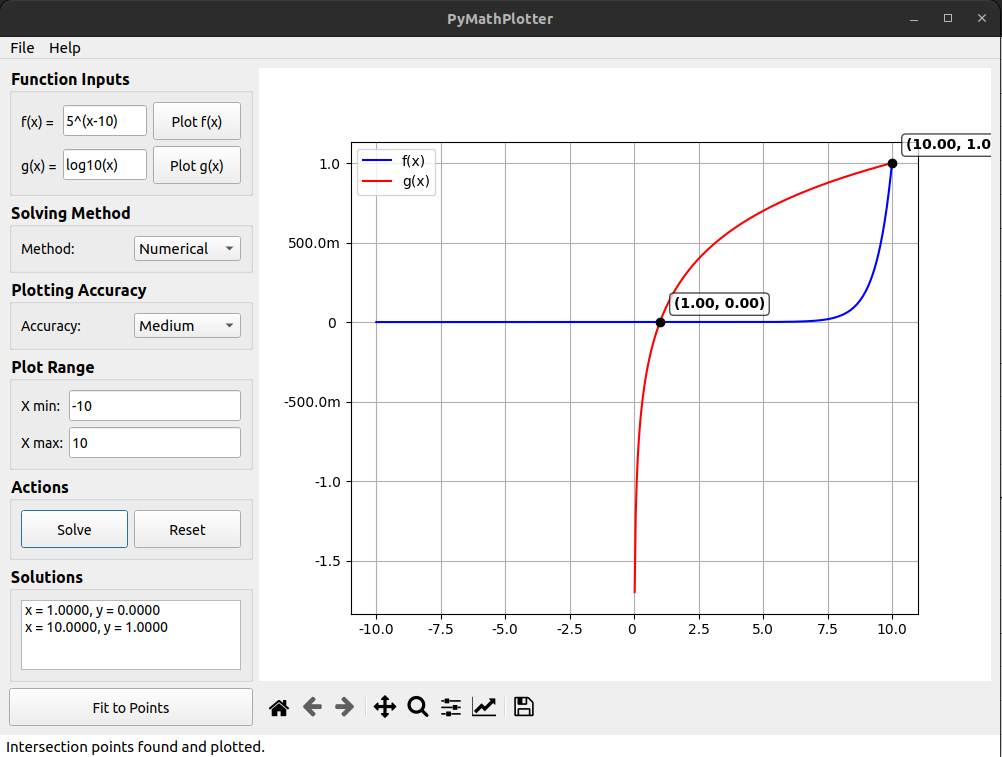 PyMathPlotter
File Help
Function Inputs
f(x) = 5^(x-10) Plot f(x)
g(x) = log10(x) Plot g(x)
Solving Method
Method: Numerical
Plotting Accuracy
Accuracy: Medium
Plot Range
X min: -10
X max: 10
Actions
Solve Reset
Solutions
x = 1.0000, y = 0.0000
x = 10.0000, y = 1.0000
Fit to Points
Intersection points found and plotted.
f(x)
g(x)
(10.00, 1.0
(1.00, 0.00)
1.0
500.0m
0
-500.0m
-1.0
-1.5
-10.0 -7.5 -5.0 -2.5 0 2.5 5.0 7.5 10.0